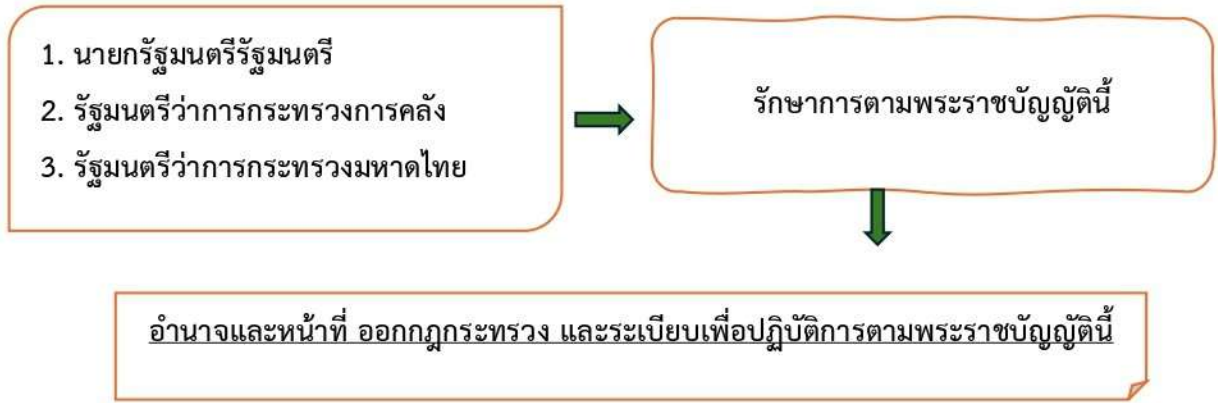 1. นายกรัฐมนตรีรัฐมนตรี
2. รัฐมนตรีว่าการกระทรวงการคลัง
3. รัฐมนตรีว่าการกระทรวงมหาดไทย
รักษาการตามพระราชบัญญัตินี้
อำนาจและหน้าที่ ออกกฎกระทรวง และระเบียบเพื่อปฏิบัติการตามพระราชบัญญัตินี้